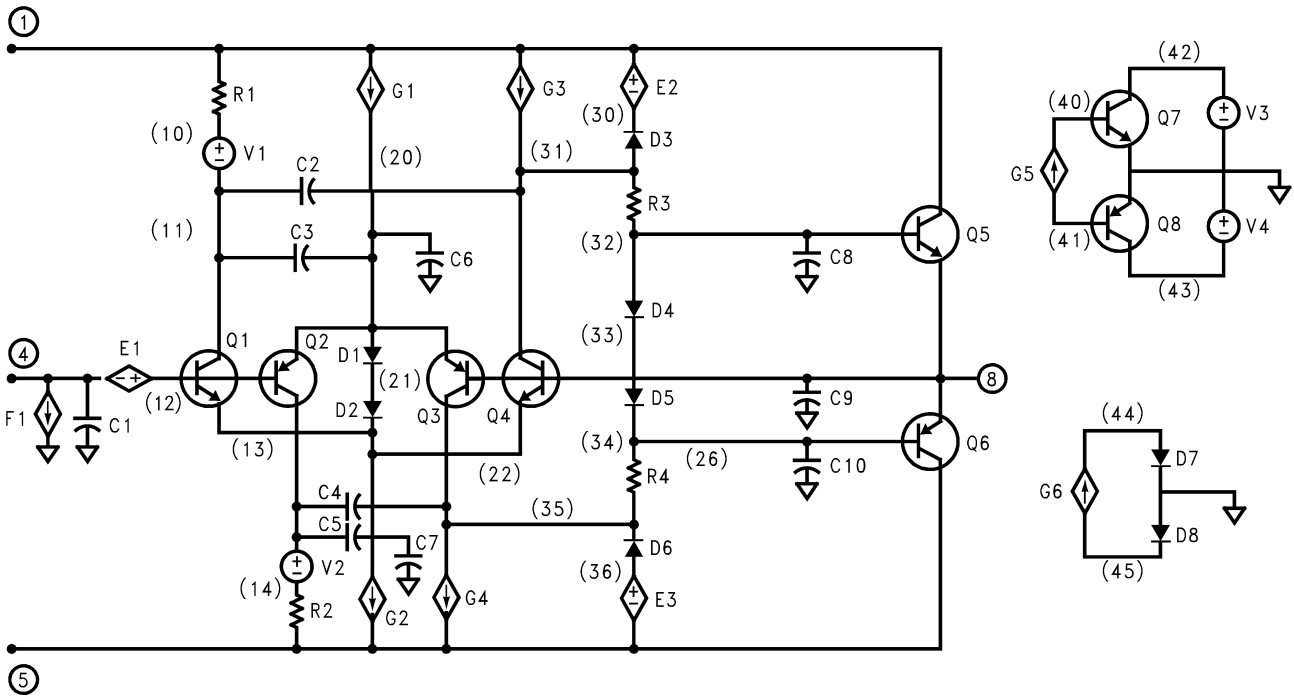 1
R1
(10)
V1
C2
(11)
C3
G1
(20)
G3
(31)
E2
(30)
D3
R3
(32)
C6
C8
Q5
D4
(33)
4
E1
Q1
Q2
D1
(21)
D2
Q3
Q4
F1
C1
(12)
(13)
(22)
D5
C9
8
(34)
(26)
C10
Q6
R4
C4
C5
C7
(35)
D6
(36)
E3
V2
(14)
R2
G2
G4
5
(42)
(40)
Q7
V3
G5
Q8
V4
(41)
(43)
(44)
D7
G6
D8
(45)